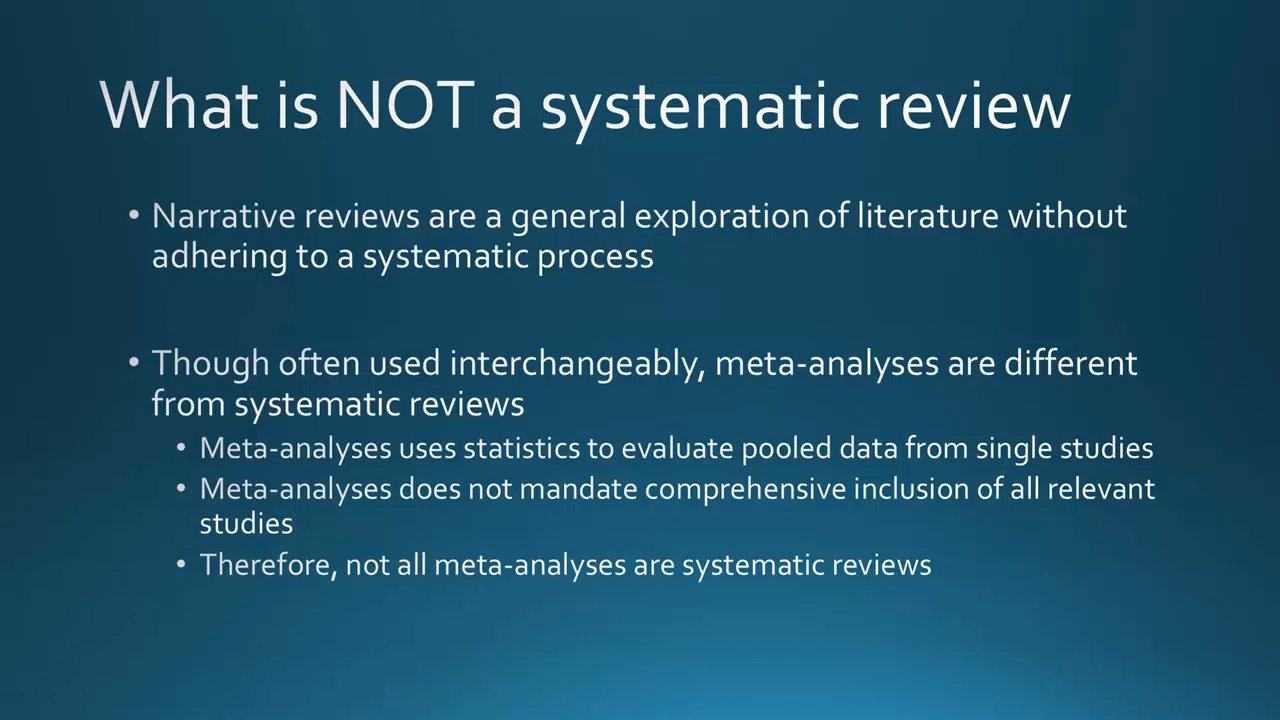 What is NOT a systematic review
• Narrative reviews are a general exploration of literature without
adhering to a systematic process
• Though often used interchangeably, meta-analyses are different
from systematic reviews
• Meta-analyses uses statistics to evaluate pooled data from single studies
• Meta-analyses does not mandate comprehensive inclusion of all relevant
studies
• Therefore, not all meta-analyses are systematic reviews